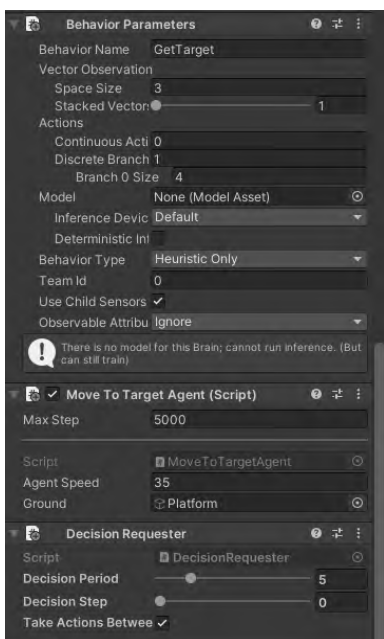 Behavior Parameters
Behavior Name GetTarget
Vector Observation
Space Size 3
Stacked Vector 1
Actions
Continuous Acti 0
Discrete Branch 1
Branch 0 Size 4
Model None (Model Asset)
Inference Devic Default
Deterministic Int
Behavior Type Heuristic Only
Team Id 0
Use Child Sensors
Observable Attribu Ignore
There is no model for this Brain; cannot run inference. (But
can still train)
Move To Target Agent (Script)
Max Step 5000
Script MoveToTargetAgent
Agent Speed 35
Ground Platform
Decision Requester
Script DecisionRequester
Decision Period 5
Decision Step 0
Take Actions Betwee